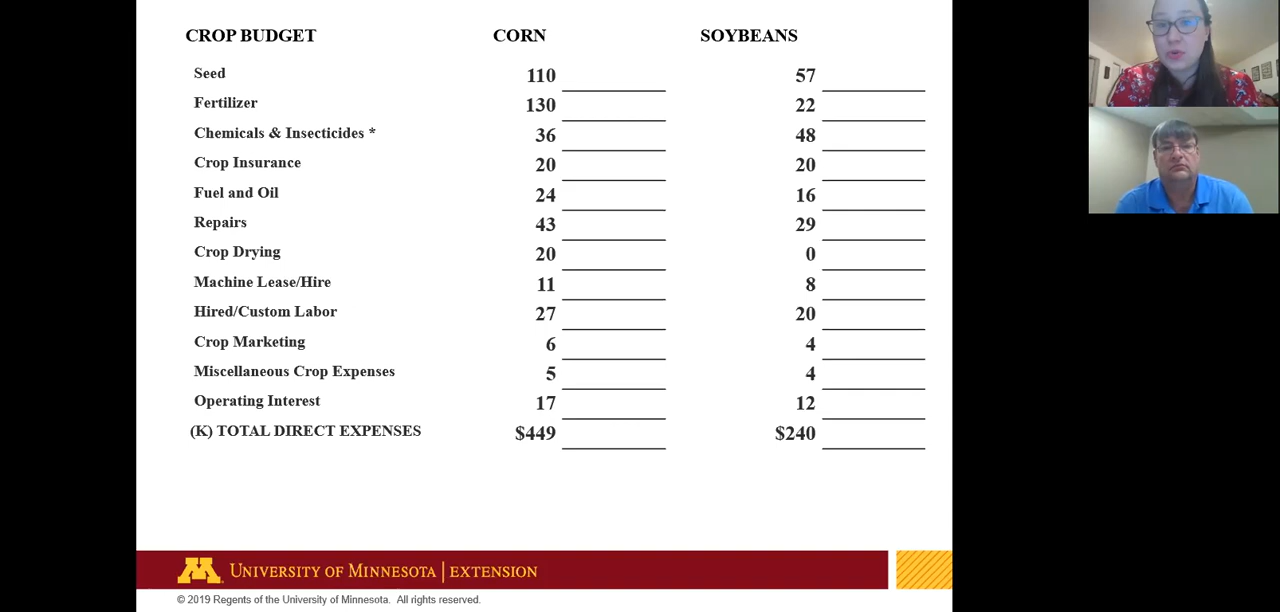 CROP BUDGET CORN SOYBEANS
Seed 110 57
Fertilizer 130 22
Chemicals & Insecticides * 36 48
Crop Insurance 20 20
Fuel and Oil 24 16
Repairs 43 29
Crop Drying 20 0
Machine Lease/Hire 11 8
Hired/Custom Labor 27 20
Crop Marketing 6 4
Miscellaneous Crop Expenses 5 4
Operating Interest 17 12
(K) TOTAL DIRECT EXPENSES $449 $240
M UNIVERSITY OF MINNESOTA | EXTENSION
© 2019 Regents of the University of Minnesota. All rights reserved.